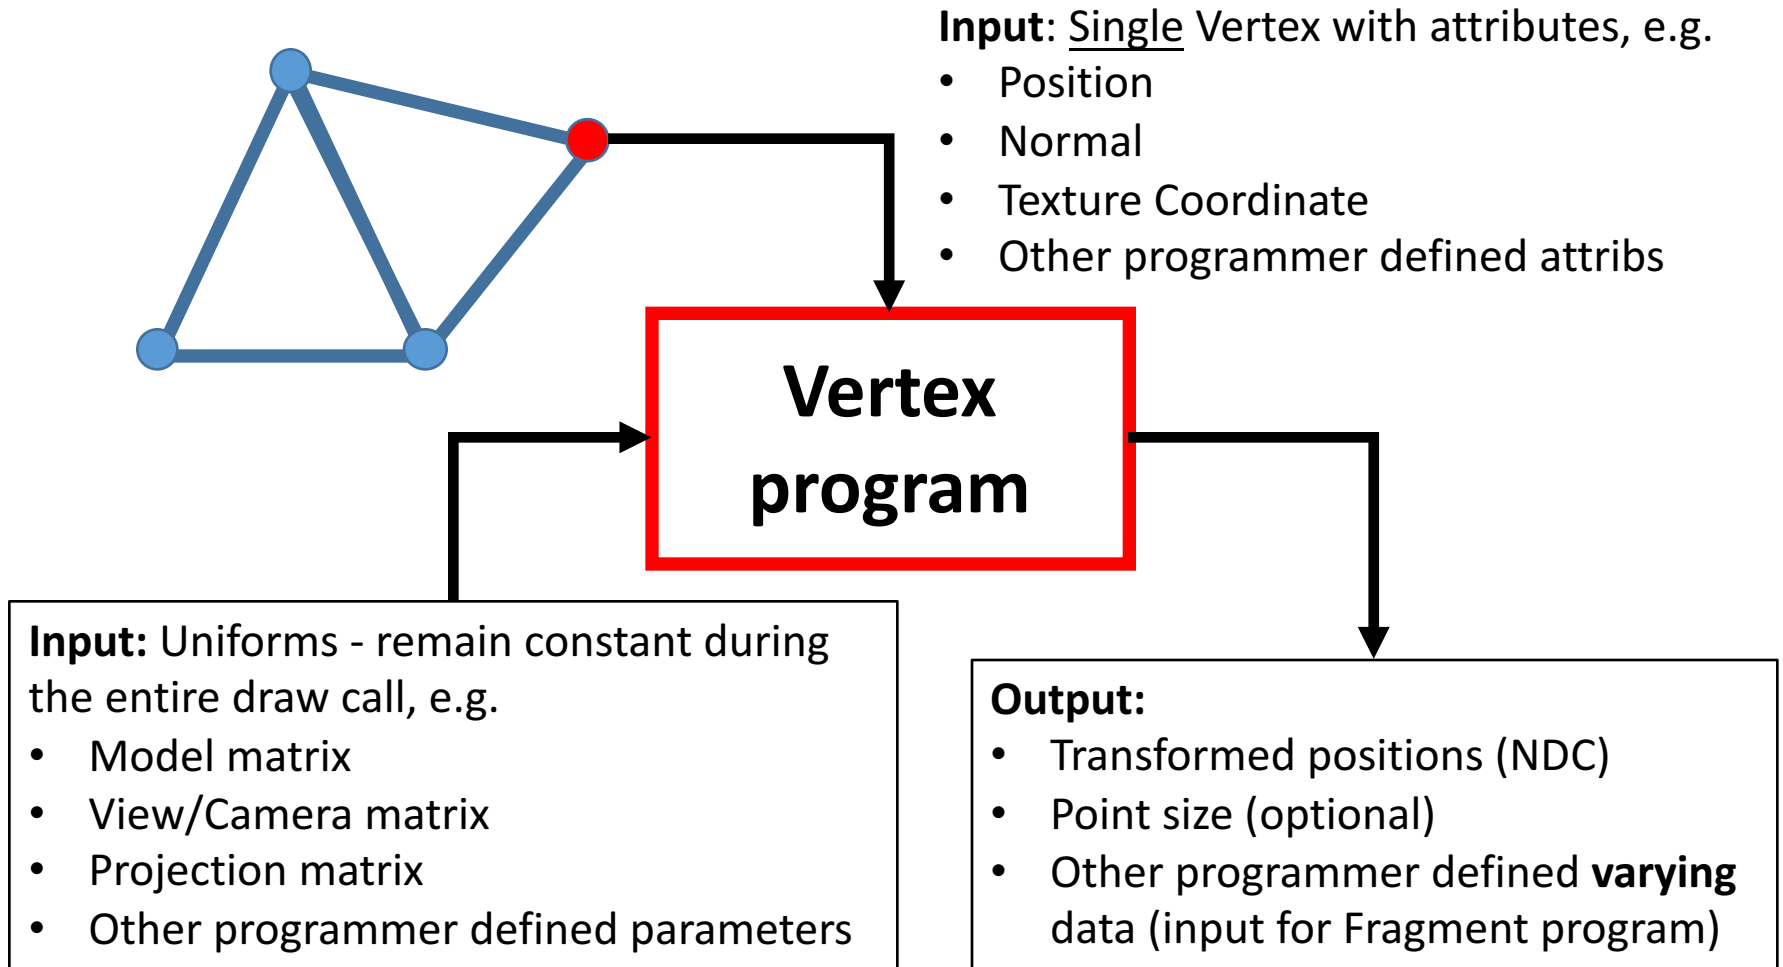 Input: Single Vertex with attributes, e.g.
• Position
• Normal
• Texture Coordinate
• Other programmer defined attribs
Vertex
program
Input: Uniforms - remain constant during
the entire draw call, e.g.
• Model matrix
• View/Camera matrix
• Projection matrix
• Other programmer defined parameters
Output:
• Transformed positions (NDC)
• Point size (optional)
• Other programmer defined varying
data (input for Fragment program)